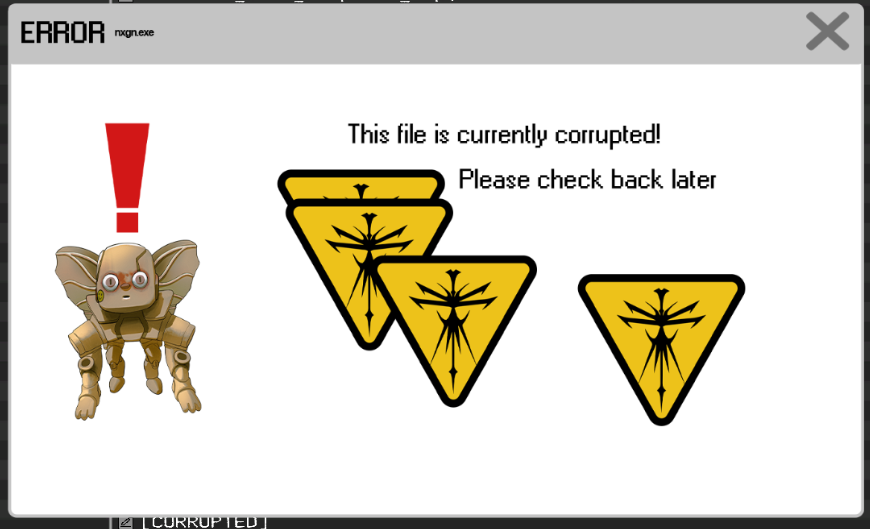 ERROR nxgn.exe
This file is currently corrupted!
Please check back later
[CORRUPTED]